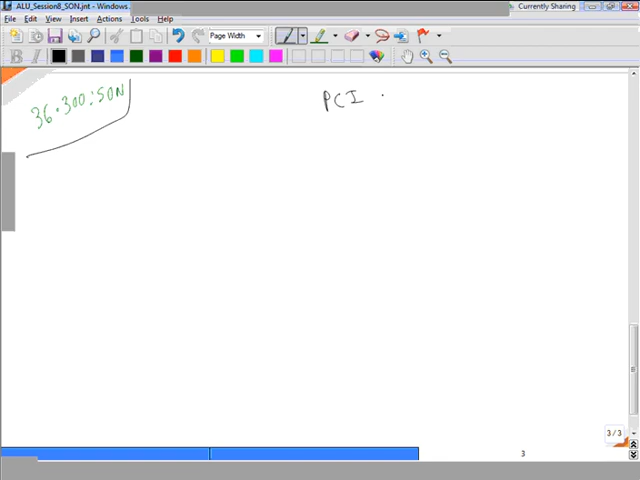 ALU_Session8_SON.jnt - Windows
Currently Sharing
File Edit View Insert Actions Tools Help
Page Width
B I
36.300:SON
PCI .
8
3 / 3
3